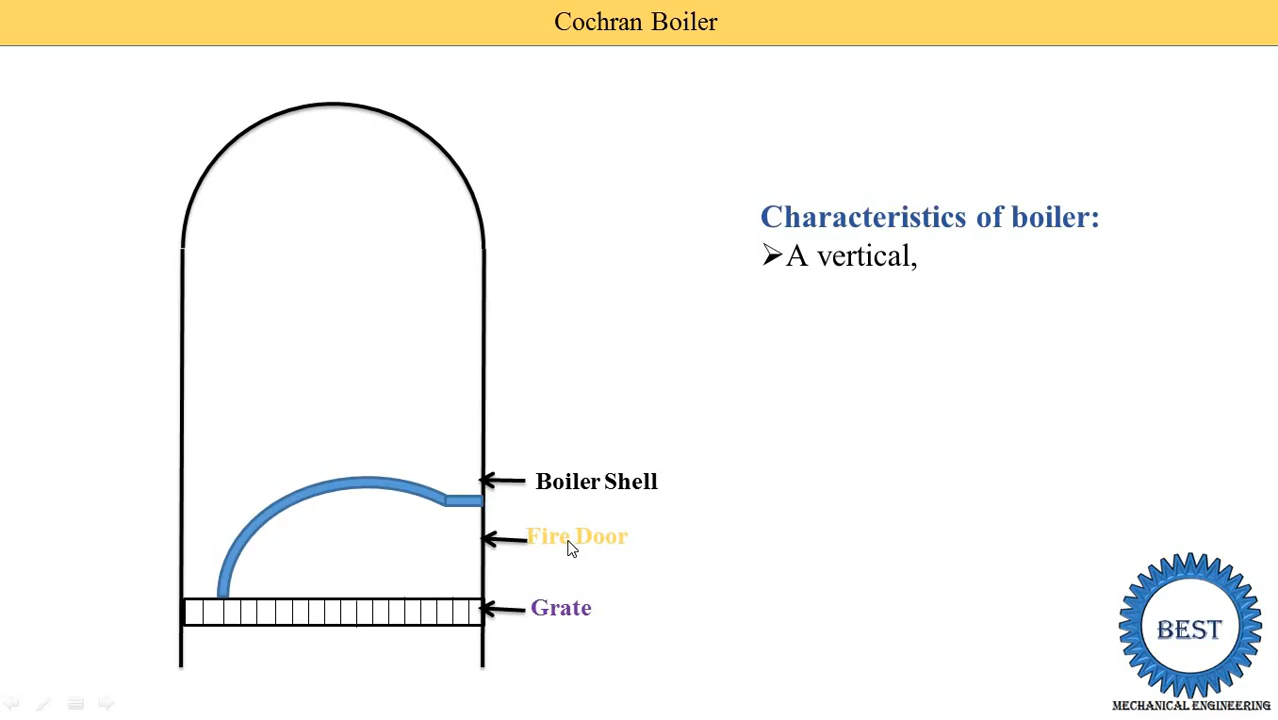 Cochran Boiler
Characteristics of boiler:
➢A vertical,
Boiler Shell
Fire Door
Grate
BEST
MECHANICAL ENGINEERING